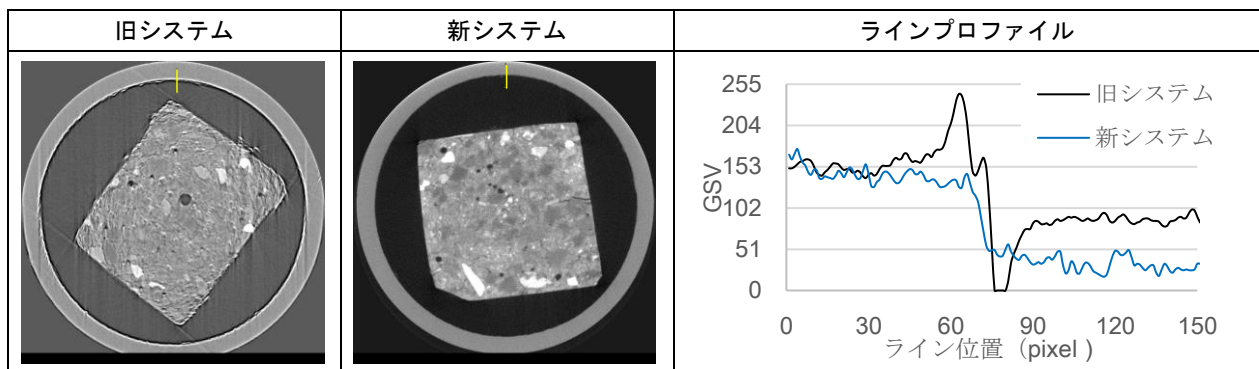 旧システム
新システム
ラインプロファイル
255
204
153
102
51
0
GSV
旧システム
新システム
0 30 60 90 120 150
ライン位置（pixel）